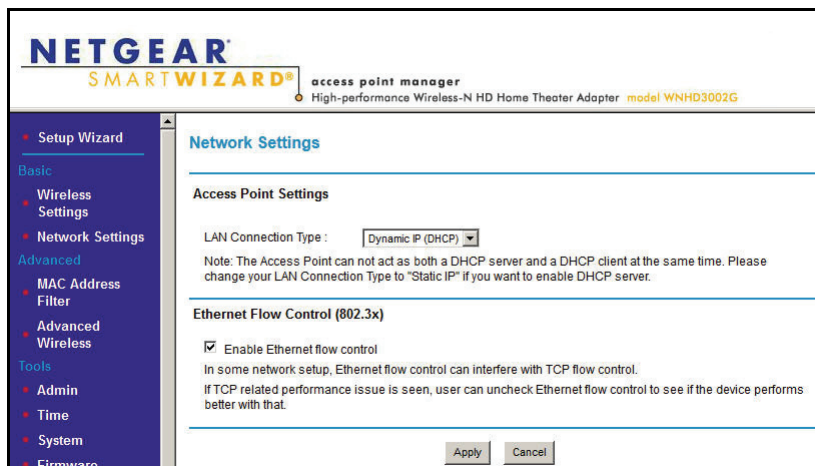 NETGEAR
SMARTWIZARD®
access point manager
High-performance Wireless-N HD Home Theater Adapter model WNHD3002G
Setup Wizard
Basic
Wireless
Settings
Network Settings
Advanced
MAC Address
Filter
Advanced
Wireless
Tools
Admin
Time
System
Firmware
Network Settings
Access Point Settings
LAN Connection Type : Dynamic IP (DHCP)
Note: The Access Point can not act as both a DHCP server and a DHCP client at the same time. Please
change your LAN Connection Type to "Static IP" if you want to enable DHCP server.
Ethernet Flow Control (802.3x)
Enable Ethernet flow control
In some network setup, Ethernet flow control can interfere with TCP flow control.
If TCP related performance issue is seen, user can uncheck Ethernet flow control to see if the device performs
better with that.
Apply Cancel